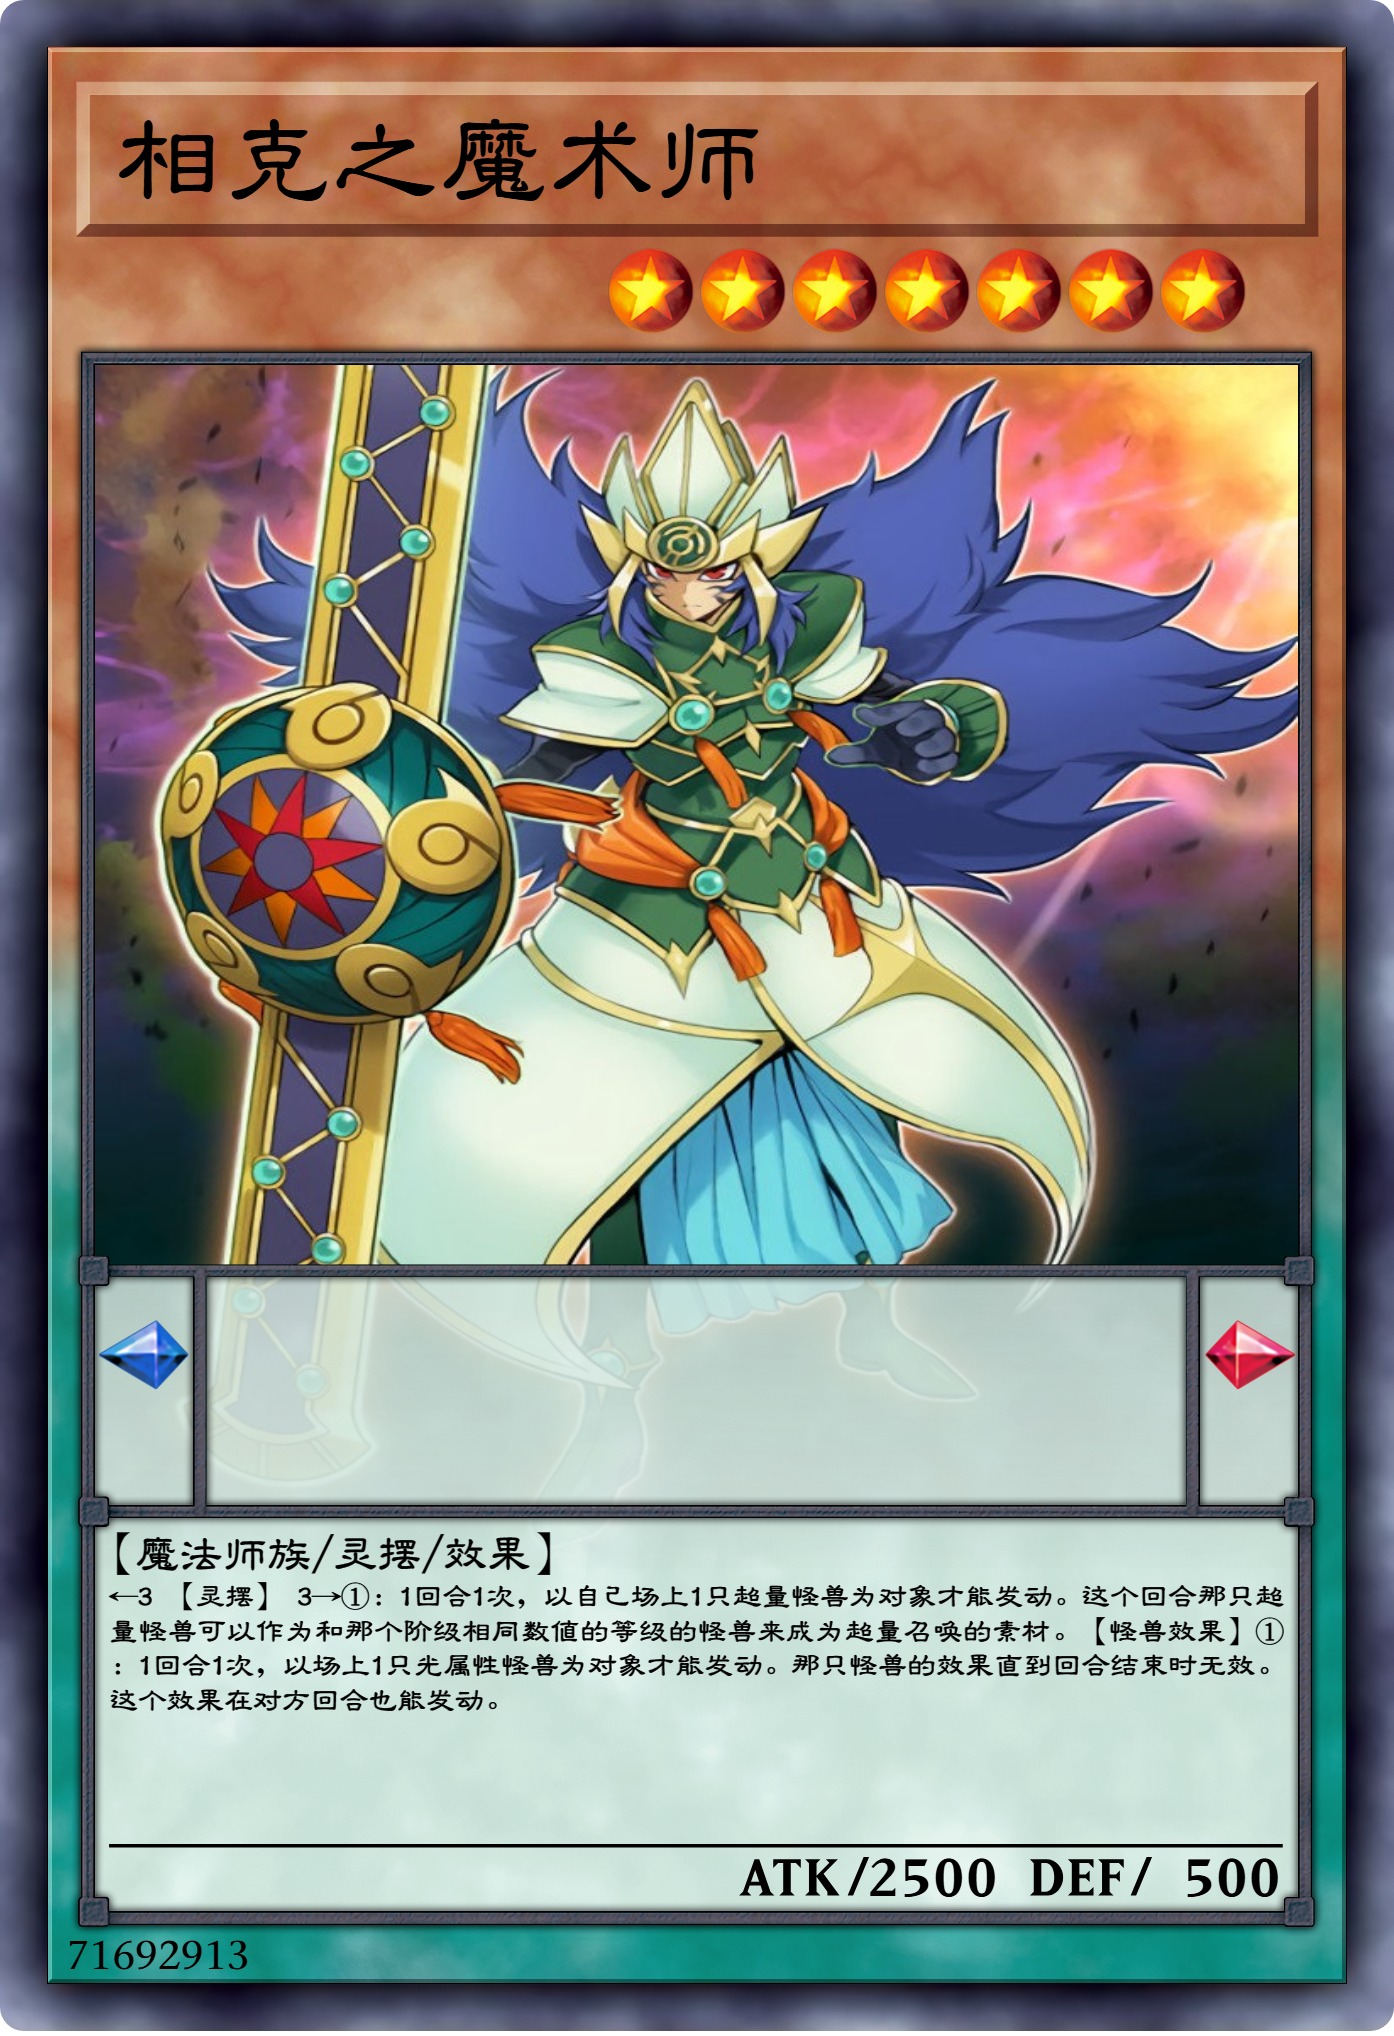 相克之魔术师
【魔法师族/灵摆/效果】
←3 【灵摆】 3→①：1回合1次，以自己场上1只超量怪兽为对象才能发动。这个回合那只超
量怪兽可以作为和那个阶级相同数值的等级的怪兽来成为超量召唤的素材。【怪兽效果】①
：1回合1次，以场上1只光属性怪兽为对象才能发动。那只怪兽的效果直到回合结束时无效。
这个效果在对方回合也能发动。
ATK/2500 DEF/ 500
71692913